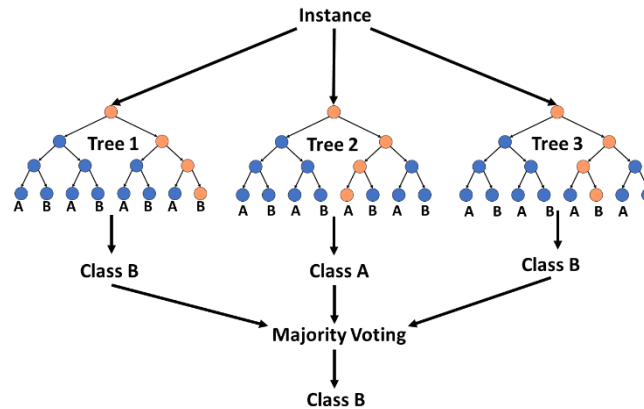 Instance
Tree 1 Tree 2 Tree 3
A B A B A B A B A B A B A B A B A B A B A B A
Class B Class A Class B
Majority Voting
Class B